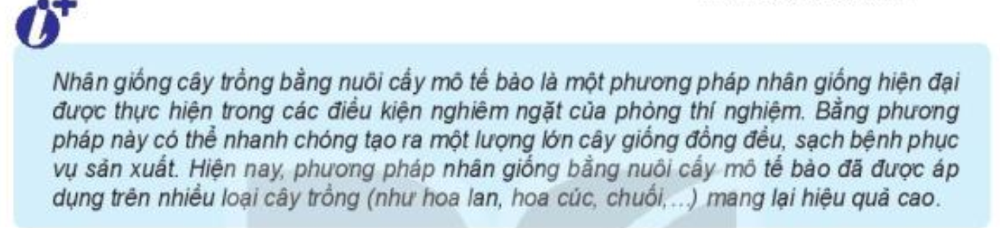 i+
Nhân giống cây trồng bằng nuôi cấy mô tế bào là một phương pháp nhân giống hiện đại
được thực hiện trong các điều kiện nghiêm ngặt của phòng thí nghiệm. Bằng phương
pháp này có thể nhanh chóng tạo ra một lượng lớn cây giống đồng đều, sạch bệnh phục
vụ sản xuất. Hiện nay, phương pháp nhân giống bằng nuôi cấy mô tế bào đã được áp
dụng trên nhiều loại cây trồng (như hoa lan, hoa cúc, chuối,...) mang lại hiệu quả cao.